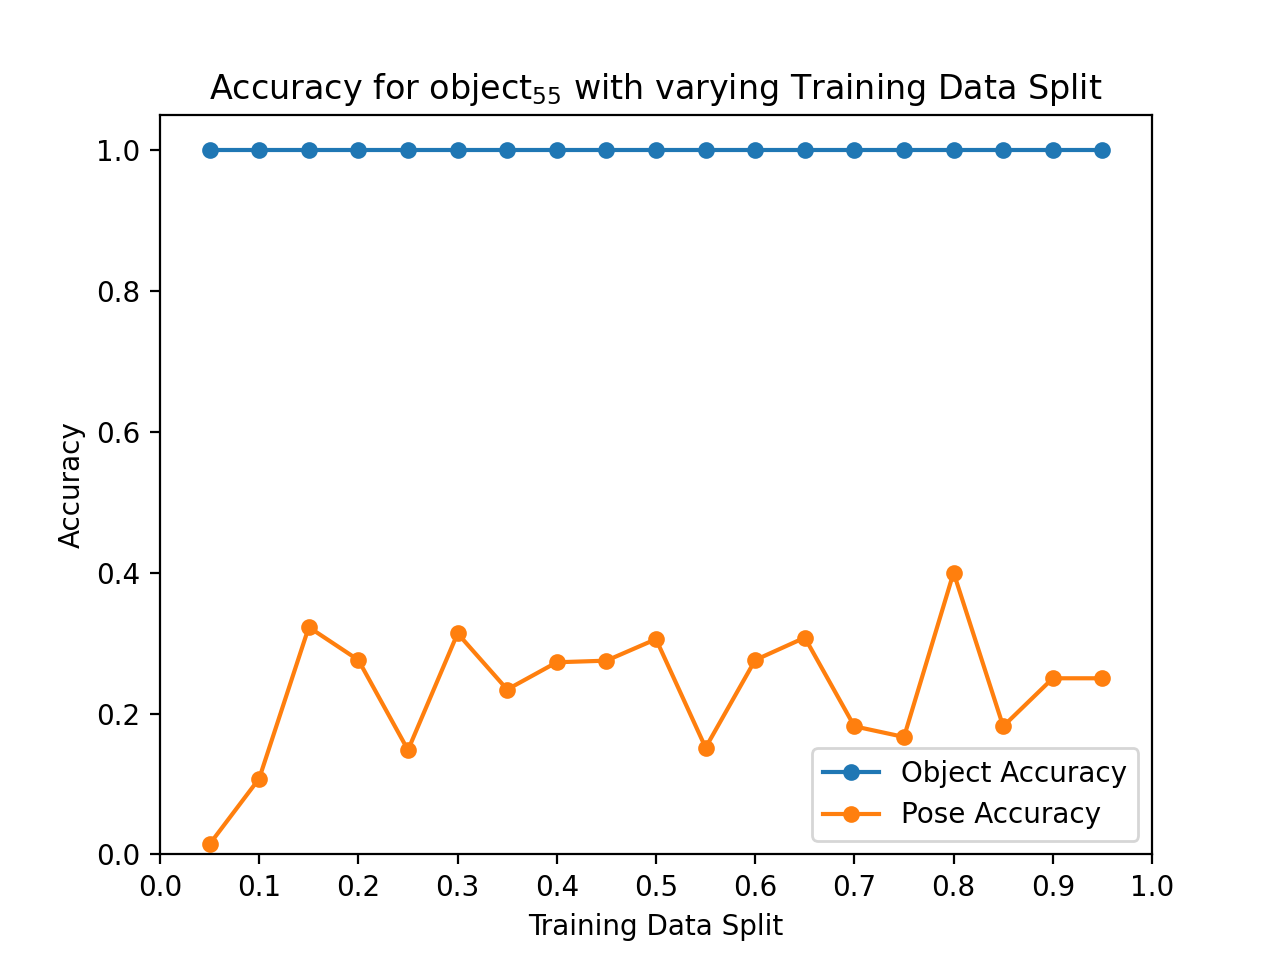 Accuracy for object₅₅ with varying Training Data Split
1.0
0.8
0.6
0.4
0.2
0.0
Accuracy
Object Accuracy
Pose Accuracy
0.0 0.1 0.2 0.3 0.4 0.5 0.6 0.7 0.8 0.9 1.0
Training Data Split